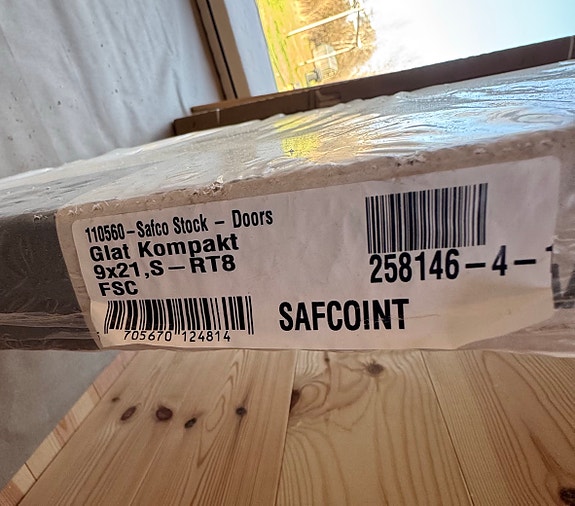 110560-Safco Stock - Doors
Glat Kompakt
9x21,S-RT8
FSC
705670 124814
258146-4-
SAFCOINT